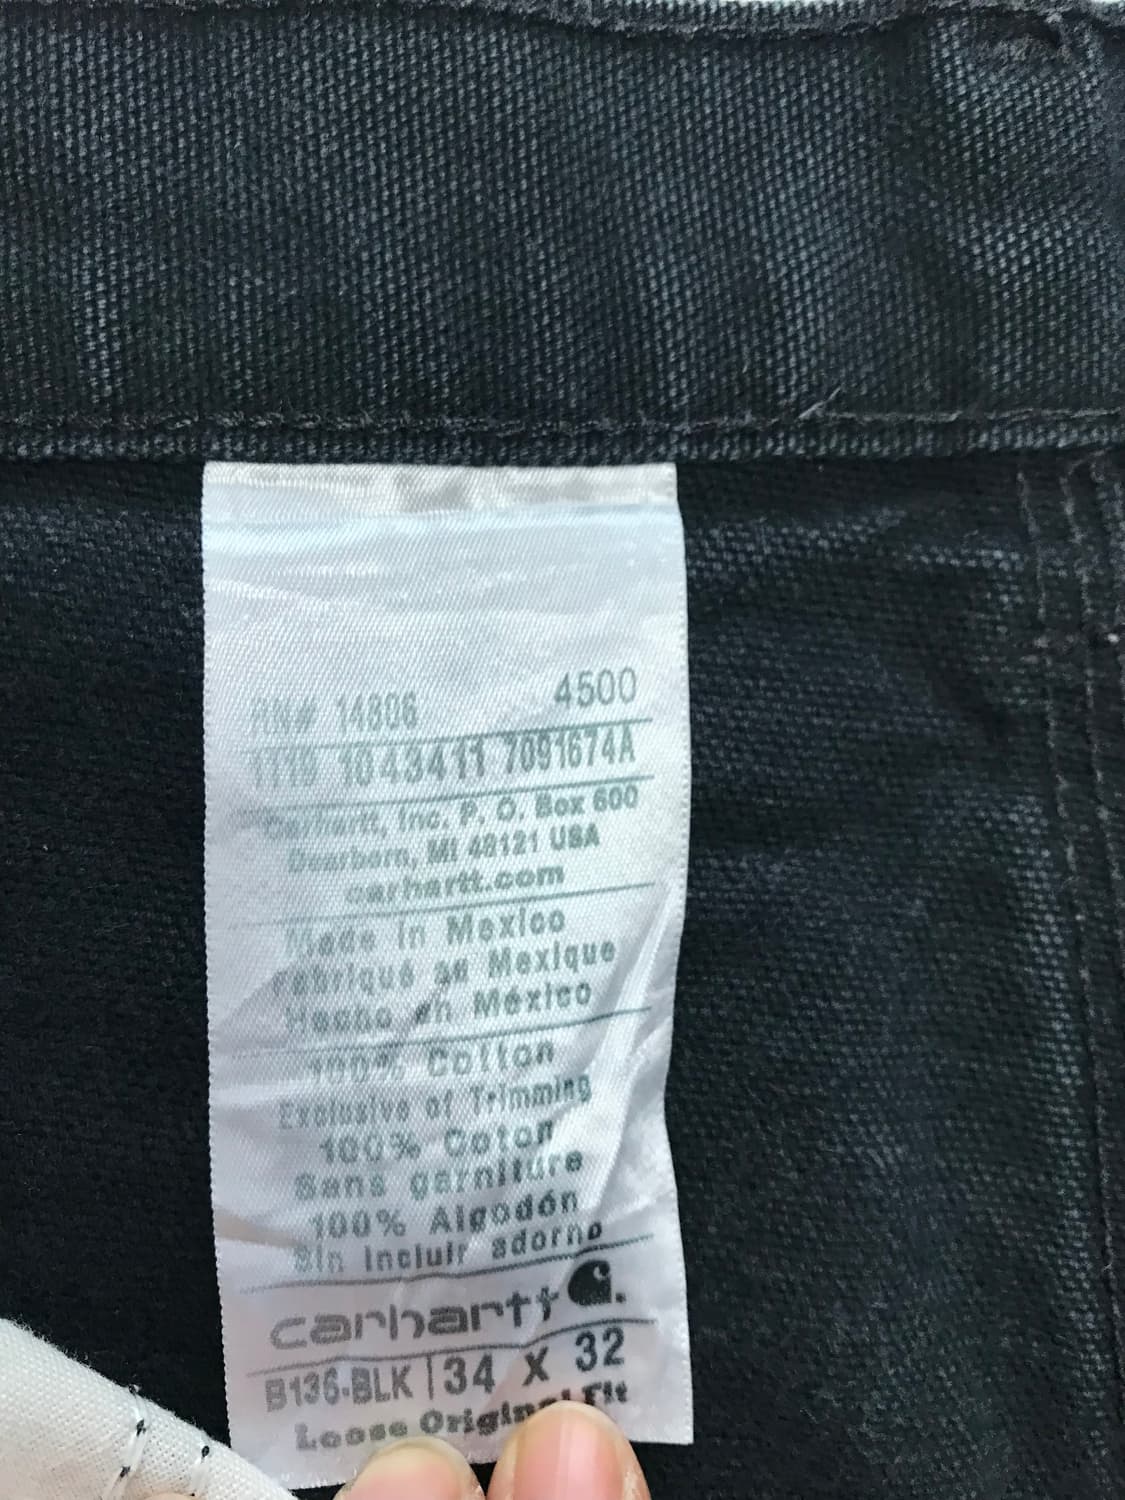 RN# 14806 4500
1119 1043411 7091674A
Carhartt, Inc. P. O. Box 600
Dearborn, MI 48121 USA
carhartt.com
Made in Mexico
Fabriqué au Mexique
Hecho en México
100% Cotton
Exclusive of Trimming
100% Coton
Sans garniture
100% Algodón
Sin incluir adorno
carhartt
B136-BLK | 34 X 32
Loose Original Fit